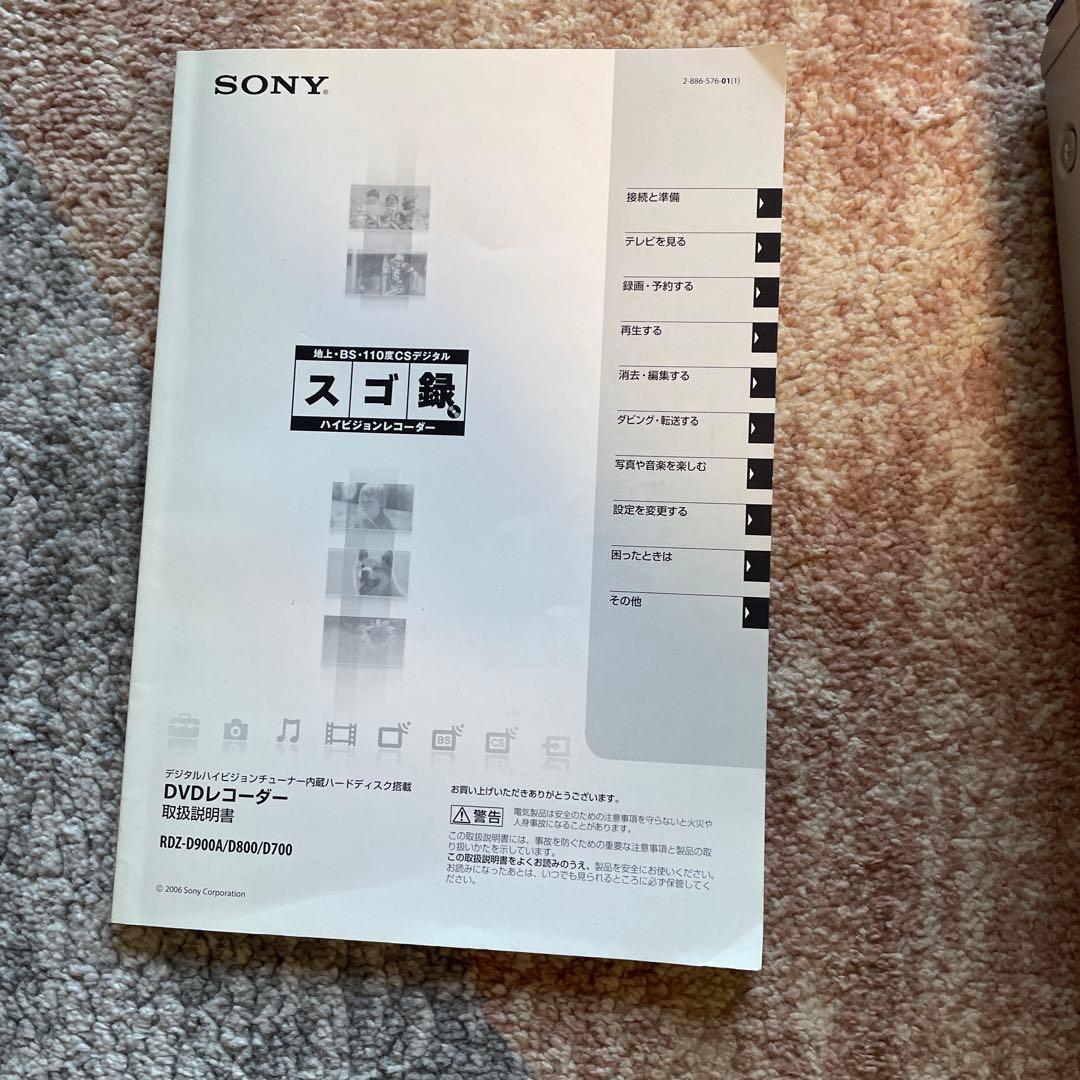 SONY®
2-886-576-01(1)
接続と準備
テレビを見る
録画・予約する
再生する
消去・編集する
ダビング・転送する
写真や音楽を楽しむ
設定を変更する
困ったときは
その他
地上・BS・110度CSデジタル
スゴ録
ハイビジョンレコーダー
BS
CS
デジタルハイビジョンチューナー内蔵ハードディスク搭載
DVDレコーダー
取扱説明書
RDZ-D900A/D800/D700
© 2006 Sony Corporation
お買い上げいただきありがとうございます。
警告
電気製品は安全のための注意事項を守らないと火災や
人身事故になることがあります。
この取扱説明書には、事故を防ぐための重要な注意事項と製品の取
り扱いかたを示しています。
この取扱説明書をよくお読みのうえ、製品を安全にお使いください。
お読みになったあとは、いつでも見られるところに必ず保管してく
ださい。